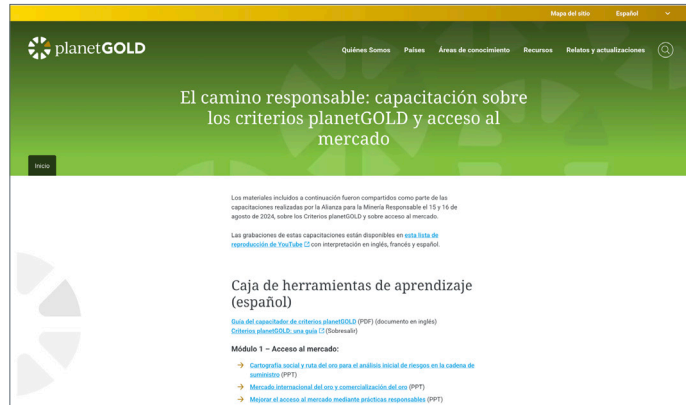 Mapa del sitio Español
planetGOLD
Quiénes Somos Países Áreas de conocimiento Recursos Relatos y actualizaciones
El camino responsable: capacitación sobre
los criterios planetGOLD y acceso al
mercado
Inicio
Los materiales incluidos a continuación fueron compartidos como parte de las
capacitaciones realizadas por la Alianza para la Minería Responsable el 15 y 16 de
agosto de 2024, sobre los Criterios planetGOLD y sobre acceso al mercado.
Las grabaciones de estas capacitaciones están disponibles en esta lista de
reproducción de YouTube con interpretación en inglés, francés y español.
Caja de herramientas de aprendizaje
(español)
Guía del capacitador de criterios planetGOLD (PDF) (documento en inglés)
Criterios planetGOLD: una guía (Sobresalir)
Módulo 1 – Acceso al mercado:
→ Cartografía social y ruta del oro para el análisis inicial de riesgos en la cadena de
suministro (PPT)
→ Mercado internacional del oro y comercialización del oro (PPT)
→ Mejorar el acceso al mercado mediante prácticas responsables (PPT)